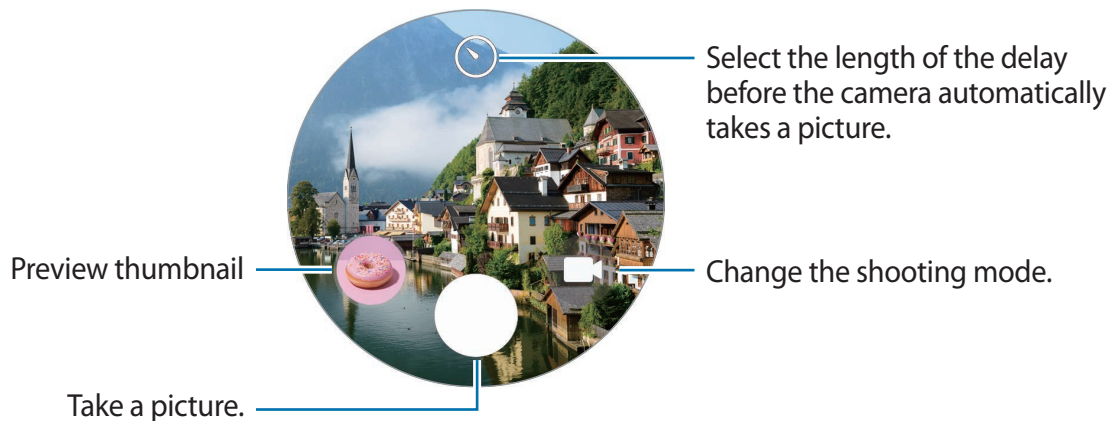 Select the length of the delay
before the camera automatically
takes a picture.
Preview thumbnail
Change the shooting mode.
Take a picture.